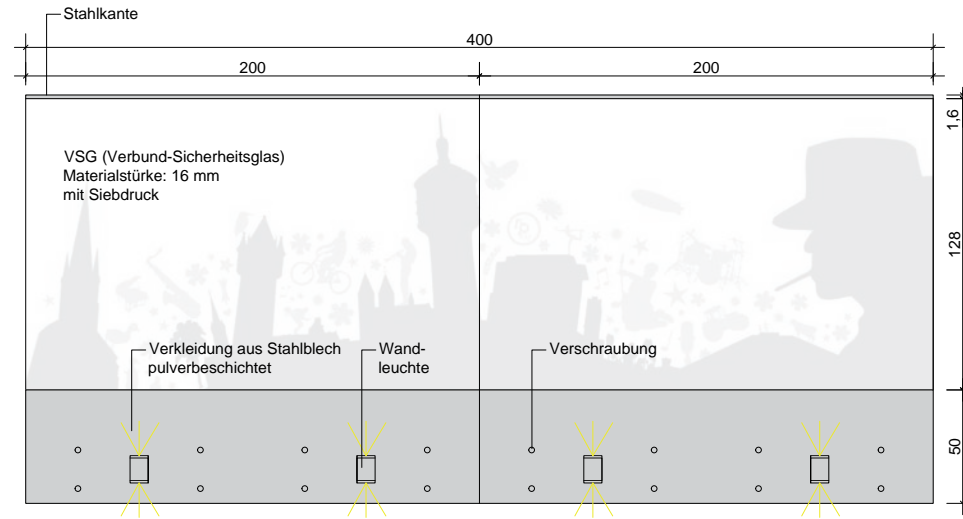 Stahlkante
400
200
200
1,6
VSG (Verbund-Sicherheitsglas)
Materialstürke: 16 mm
mit Siebdruck
128
Verkleidung aus Stahlblech
pulverbeschichtet
Wand-
leuchte
Verschraubung
50